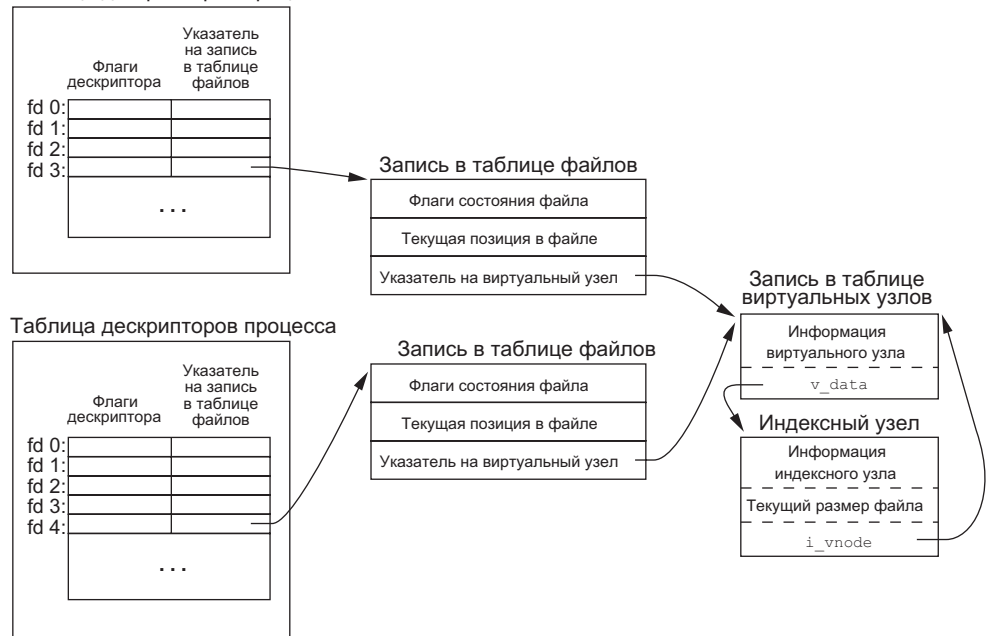 Указатель
на запись
в таблице
файлов
Флаги
дескриптора
fd 0:
fd 1:
fd 2:
fd 3:
. . .
Запись в таблице файлов
Флаги состояния файла
Текущая позиция в файле
Указатель на виртуальный узел
Запись в таблице
виртуальных узлов
Информация
виртуального узла
v_data
Индексный узел
Информация
индексного узла
Текущий размер файла
i_vnode
Таблица дескрипторов процесса
Указатель
на запись
в таблице
файлов
Флаги
дескриптора
fd 0:
fd 1:
fd 2:
fd 3:
fd 4:
. . .
Запись в таблице файлов
Флаги состояния файла
Текущая позиция в файле
Указатель на виртуальный узел